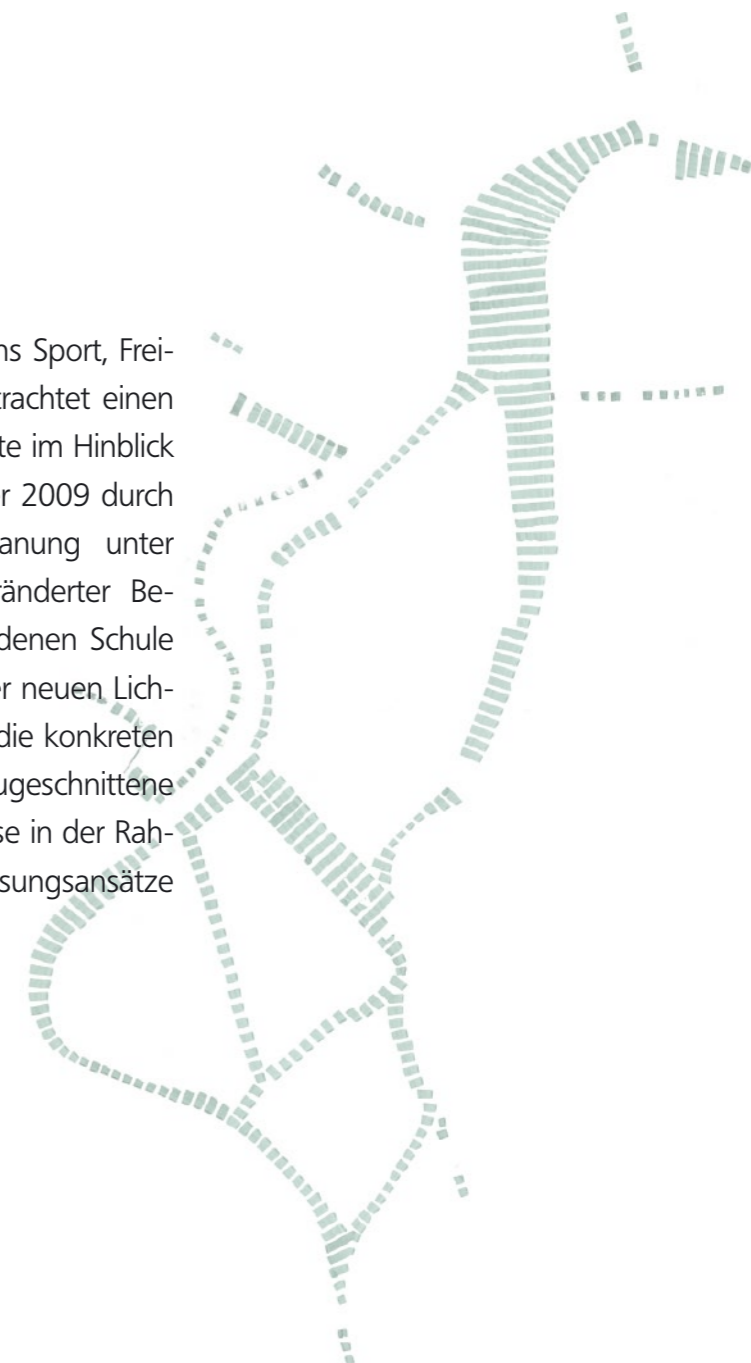 ns Sport, Frei-
trachtet einen
te im Hinblick
r 2009 durch
anung unter
änderter Be-
denen Schule
er neuen Lich-
die konkreten
ugeschnittene
se in der Rah-
sungsansätze